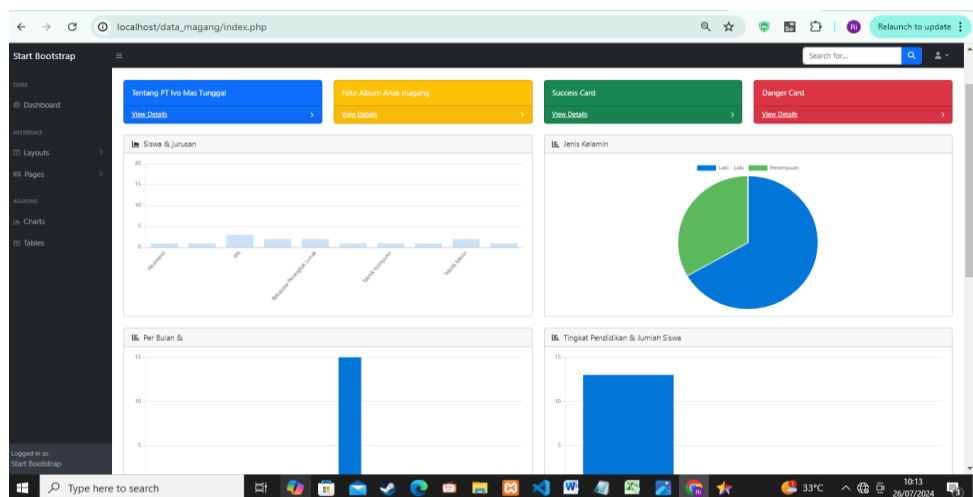 localhost/data_magang/index.php
Relaunch to update
Start Bootstrap
Search for...
CORE
Dashboard
INTERFACE
Layouts
Pages
ADDONS
Charts
Tables
Logged in as:
Start Bootstrap
Tentang PT Ivo Mas Tunggal
View Details
Foto Album Anak magang
View Details
Success Card
View Details
Danger Card
View Details
Siswa & jurusan
20
15
10
5
0
Akuntansi
IPA
Rekayasa Perangkat Lunak
Teknik Komputer
Teknik Mesin
Jenis Kelamin
Laki - Laki
Perempuan
Per Bulan &
15
10
5
Tingkat Pendidikan & Jumlah Siswa
15
10
5
Type here to search
33°C
10:13
26/07/2024